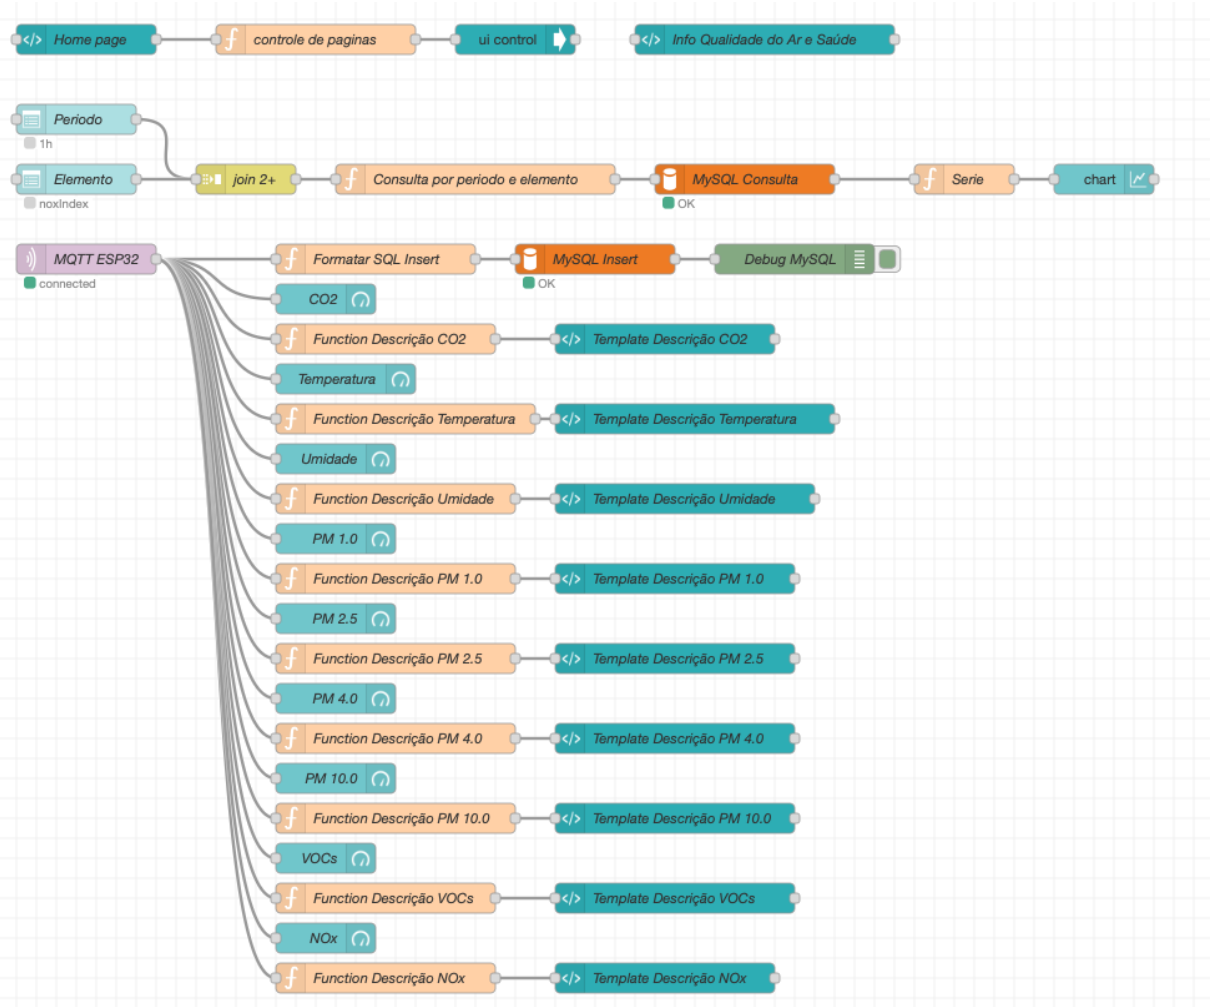 Home page
controle de paginas
ui control
Info Qualidade do Ar e Saúde
Periodo
1h
Elemento
noxIndex
join 2+
Consulta por periodo e elemento
MySQL Consulta
OK
Serie
chart
MQTT ESP32
connected
Formatar SQL Insert
MySQL Insert
OK
Debug MySQL
CO2
Function Descrição CO2
Template Descrição CO2
Temperatura
Function Descrição Temperatura
Template Descrição Temperatura
Umidade
Function Descrição Umidade
Template Descrição Umidade
PM 1.0
Function Descrição PM 1.0
Template Descrição PM 1.0
PM 2.5
Function Descrição PM 2.5
Template Descrição PM 2.5
PM 4.0
Function Descrição PM 4.0
Template Descrição PM 4.0
PM 10.0
Function Descrição PM 10.0
Template Descrição PM 10.0
VOCs
Function Descrição VOCs
Template Descrição VOCs
NOx
Function Descrição NOx
Template Descrição NOx